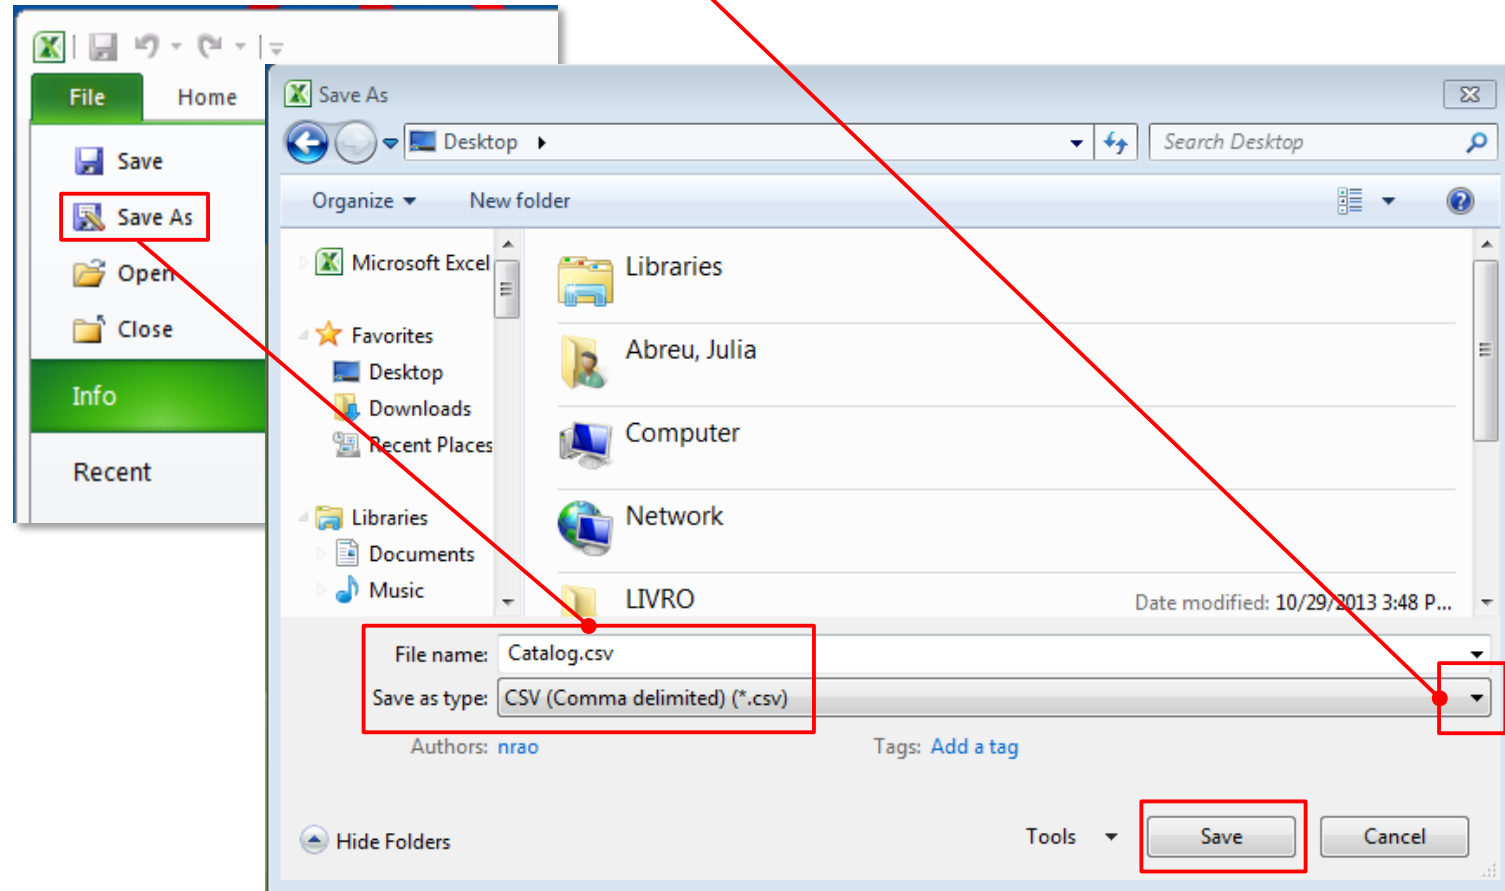 File Home
Save
Save As
Open
Close
Info
Recent
Save As
Desktop
Search Desktop
Organize New folder
Microsoft Excel
Favorites
Desktop
Downloads
Recent Places
Libraries
Documents
Music
Libraries
Abreu, Julia
Computer
Network
LIVRO
Date modified: 10/29/2013 3:48 P...
File name: Catalog.csv
Save as type: CSV (Comma delimited) (*.csv)
Authors: nrao Tags: Add a tag
Hide Folders Tools Save Cancel